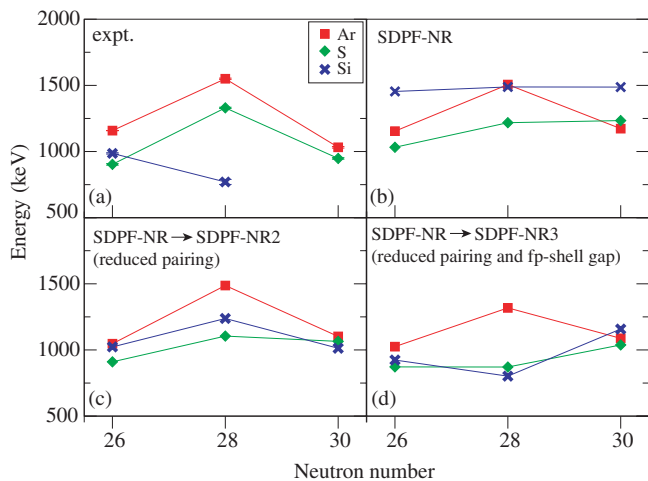 2000
1500
1000
500
1500
1000
500
Energy (keV)
expt.
Ar
S
Si
(a)
SDPF-NR
(b)
SDPF-NR → SDPF-NR2
(reduced pairing)
(c)
SDPF-NR → SDPF-NR3
(reduced pairing and fp-shell gap)
(d)
26 28 30 26 28 30
Neutron number